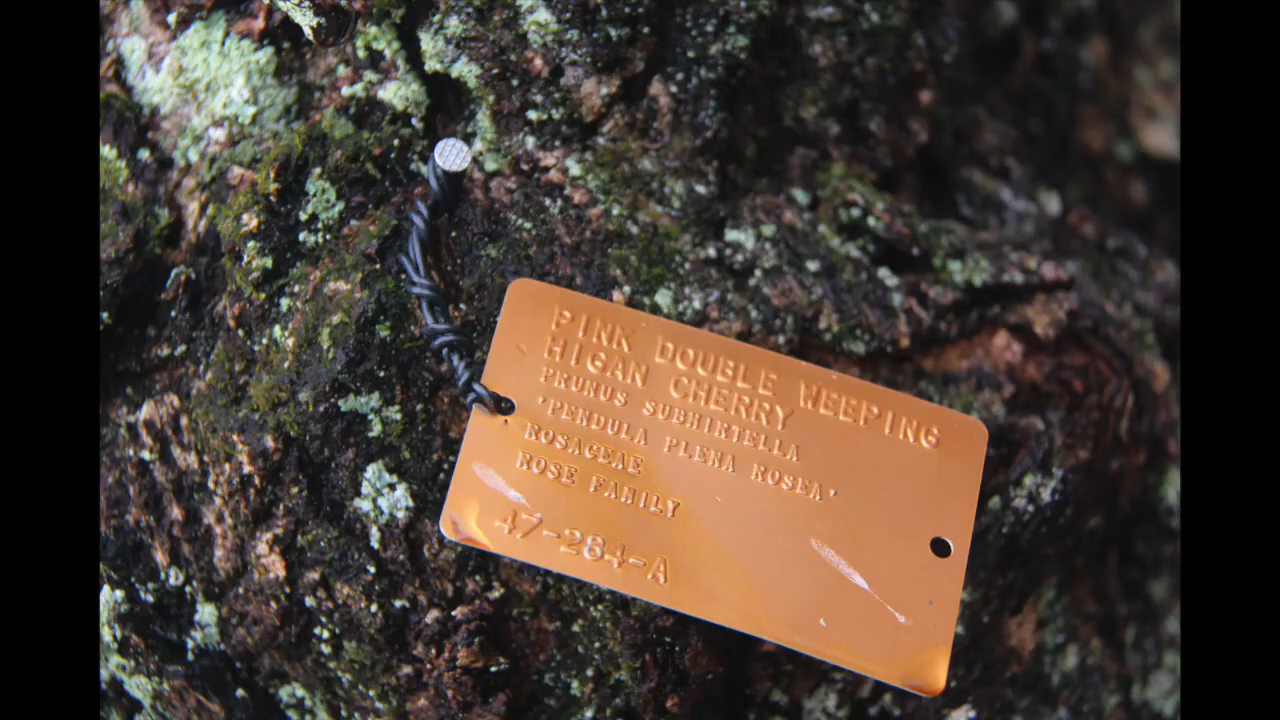 PINK DOUBLE WEEPING
HIGAN CHERRY
PRUNUS SUBHIRTELLA
'PENDULA PLENA ROSEA'
ROSACEAE
ROSE FAMILY
47-284-A